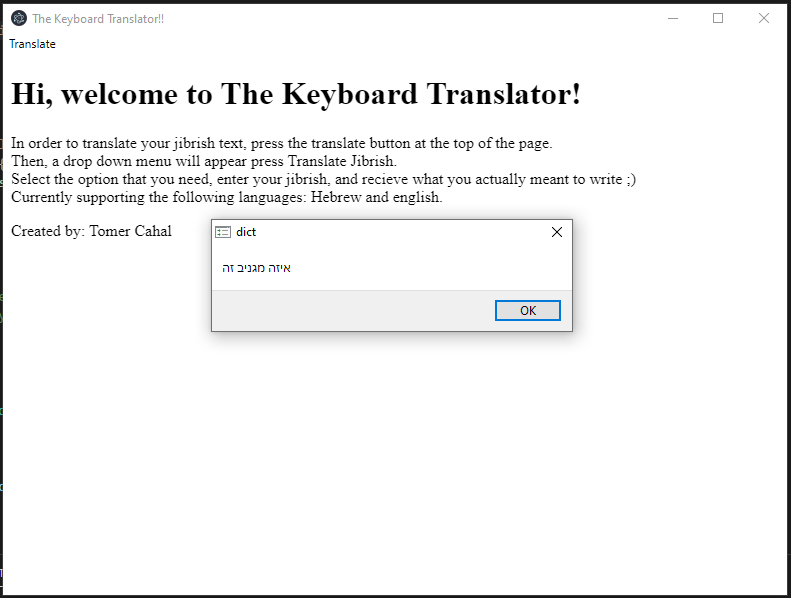 The Keyboard Translator!!
Translate
Hi, welcome to The Keyboard Translator!
In order to translate your jibrish text, press the translate button at the top of the page.
Then, a drop down menu will appear press Translate Jibrish.
Select the option that you need, enter your jibrish, and recieve what you actually meant to write ;)
Currently supporting the following languages: Hebrew and english.
Created by: Tomer Cahal
dict
איזה מגניב זה
OK